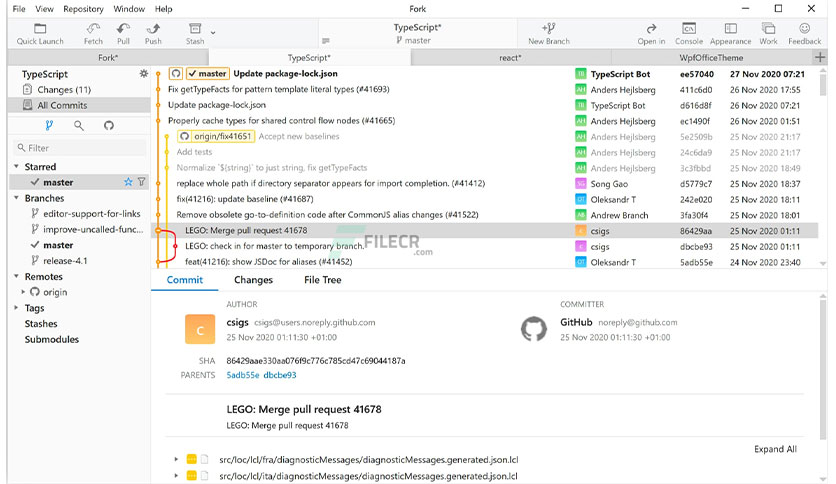 File View Repository Window Help Fork
Quick Launch Fetch Pull Push Stash TypeScript* master New Branch Open in Console Appearance Work Feedback
Fork* TypeScript* react* WpfOfficeTheme
TypeScript
Changes (11)
All Commits
Filter
Starred
master
Branches
editor-support-for-links
improve-uncalled-func...
master
release-4.1
Remotes
origin
Tags
Stashes
Submodules
master Update package-lock.json TB TypeScript Bot ee57040 27 Nov 2020 07:21
Fix getTypeFacts for pattern template literal types (#41693) AH Anders Hejlsberg 411c6d0 26 Nov 2020 17:55
Update package-lock.json TB TypeScript Bot d616d8f 26 Nov 2020 07:21
Properly cache types for shared control flow nodes (#41665) AH Anders Hejlsberg ec1490f 26 Nov 2020 01:51
origin/fix41651 Accept new baselines AH Anders Hejlsberg 5e2509b 25 Nov 2020 21:17
Add tests AH Anders Hejlsberg 24c6da9 25 Nov 2020 21:17
Normalize `${string}` to just string, fix getTypeFacts AH Anders Hejlsberg 3c3fbbd 25 Nov 2020 18:49
replace whole path if directory separator appears for import completion. (#41412) SG Song Gao d5779c7 25 Nov 2020 18:37
fix(41216): update baseline (#41687) OT Oleksandr T 242e020 25 Nov 2020 18:11
Remove obsolete go-to-definition code after CommonJS alias changes (#41522) AB Andrew Branch 3fa30f4 25 Nov 2020 18:01
LEGO: Merge pull request 41678 C csigs 86429aa 25 Nov 2020 01:11
LEGO: check in for master to temporary branch. C csigs dbcbe93 25 Nov 2020 01:11
feat(41216): show JSDoc for aliases (#41452) OT Oleksandr T 5adb55e 24 Nov 2020 23:40
FILECR
.com
Commit Changes File Tree
AUTHOR COMMITTER
C csigs csigs@users.noreply.github.com GitHub noreply@github.com
25 Nov 2020 01:11:30 +01:00 25 Nov 2020 01:11:30 +01:00
SHA 86429aae330aa076f9c776c785cd47c69044187a
PARENTS 5adb55e dbcbe93
LEGO: Merge pull request 41678
LEGO: Merge pull request 41678
Expand All
src/loc/lcl/fra/diagnosticMessages/diagnosticMessages.generated.json.lcl
src/loc/lcl/ita/diagnosticMessages/diagnosticMessages.generated.json.lcl